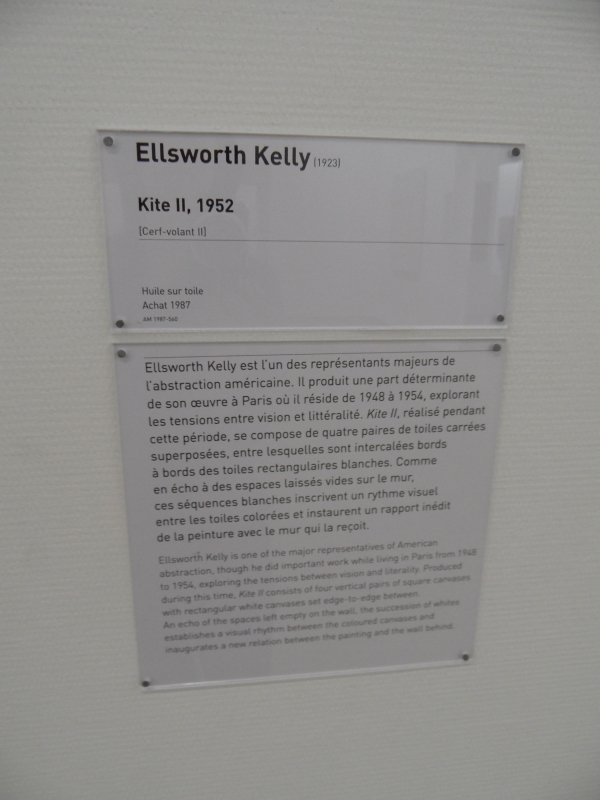 Ellsworth Kelly (1923)
Kite II, 1952
[Cerf-volant II]
Huile sur toile
Achat 1987
AM 1987-560
Ellsworth Kelly est l'un des représentants majeurs de
l'abstraction américaine. Il produit une part déterminante
de son œuvre à Paris où il réside de 1948 à 1954, explorant
les tensions entre vision et littéralité. Kite II, réalisé pendant
cette période, se compose de quatre paires de toiles carrées
superposées, entre lesquelles sont intercalées bords
à bords des toiles rectangulaires blanches. Comme
en écho à des espaces laissés vides sur le mur,
ces séquences blanches inscrivent un rythme visuel
entre les toiles colorées et instaurent un rapport inédit
de la peinture avec le mur qui la reçoit.
Ellsworth Kelly is one of the major representatives of American
abstraction, though he did important work while living in Paris from 1948
to 1954, exploring the tensions between vision and literality. Produced
during this time, Kite II consists of four vertical pairs of square canvases
with rectangular white canvases set edge-to-edge between.
An echo of the spaces left empty on the wall, the succession of whites
establishes a visual rhythm between the coloured canvases and
inaugurates a new relation between the painting and the wall behind.